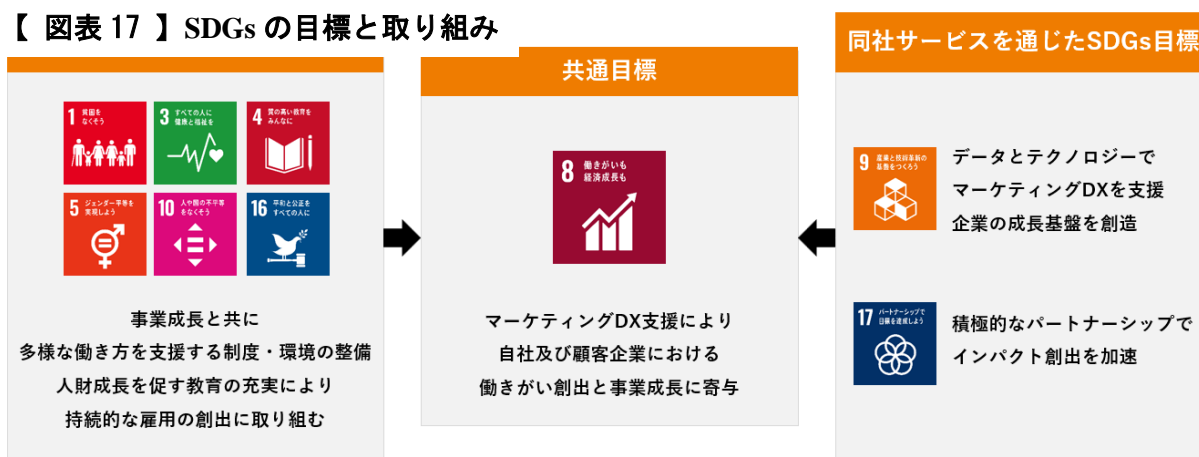 【 図表 17 】SDGs の目標と取り組み
1 貧困を
なくそう
3 すべての人に
健康と福祉を
4 質の高い教育を
みんなに
5 ジェンダー平等を
実現しよう
10 人や国の不平等
をなくそう
16 平和と公正を
すべての人に
事業成長と共に
多様な働き方を支援する制度・環境の整備
人財成長を促す教育の充実により
持続的な雇用の創出に取り組む
共通目標
8 働きがいも
経済成長も
マーケティングDX支援により
自社及び顧客企業における
働きがい創出と事業成長に寄与
同社サービスを通じたSDGs目標
9 産業と技術革新の
基盤をつくろう
データとテクノロジーで
マーケティングDXを支援
企業の成長基盤を創造
17 パートナーシップで
目標を達成しよう
積極的なパートナーシップで
インパクト創出を加速